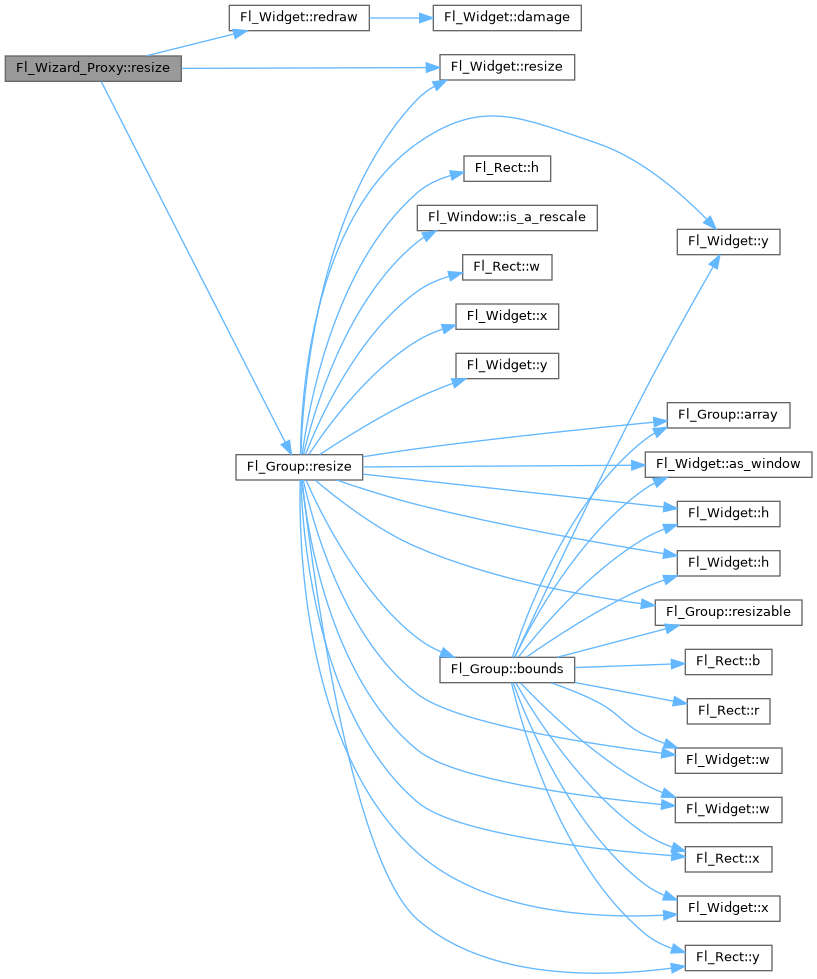 Fl_Widget::redraw
Fl_Widget::damage
Fl_Wizard_Proxy::resize
Fl_Widget::resize
Fl_Rect::h
Fl_Window::is_a_rescale
Fl_Widget::y
Fl_Rect::w
Fl_Widget::x
Fl_Widget::y
Fl_Group::array
Fl_Group::resize
Fl_Widget::as_window
Fl_Widget::h
Fl_Widget::h
Fl_Group::resizable
Fl_Group::bounds
Fl_Rect::b
Fl_Rect::r
Fl_Widget::w
Fl_Widget::w
Fl_Rect::x
Fl_Widget::x
Fl_Rect::y